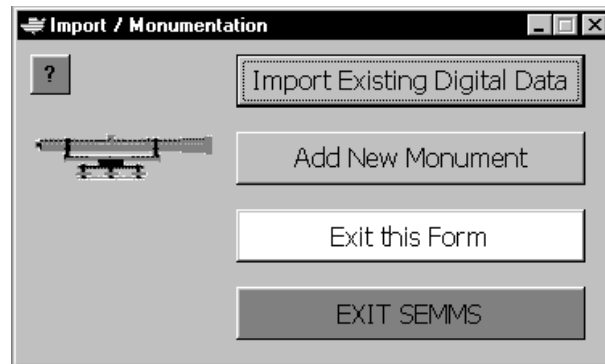 Import / Monumentation
?
Import Existing Digital Data
Add New Monument
Exit this Form
EXIT SEMMS